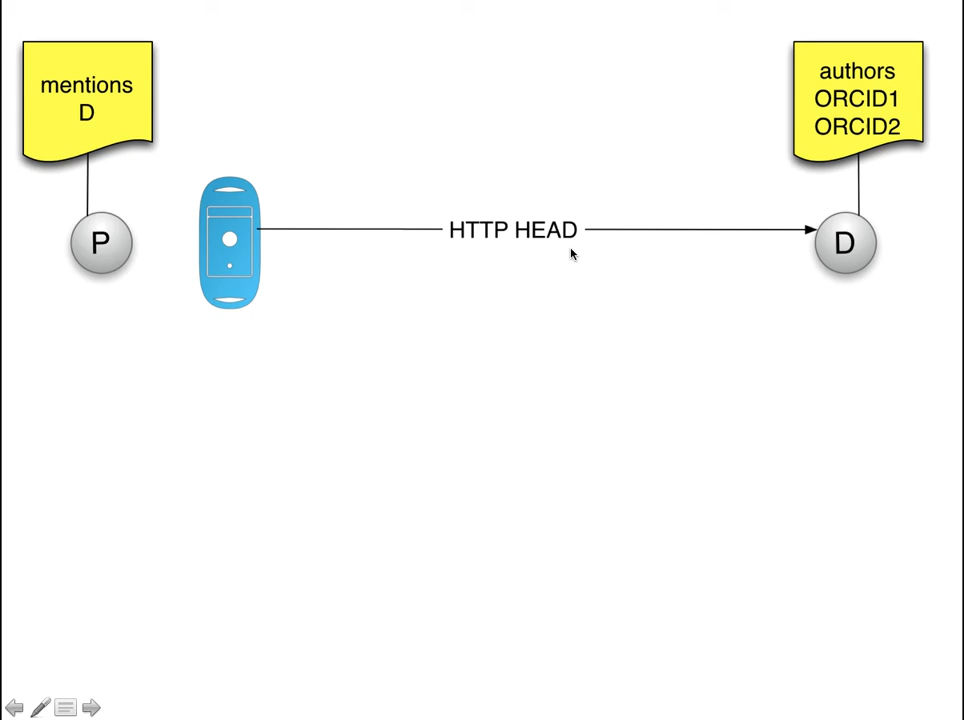 mentions
D
authors
ORCID1
ORCID2
P
HTTP HEAD
D